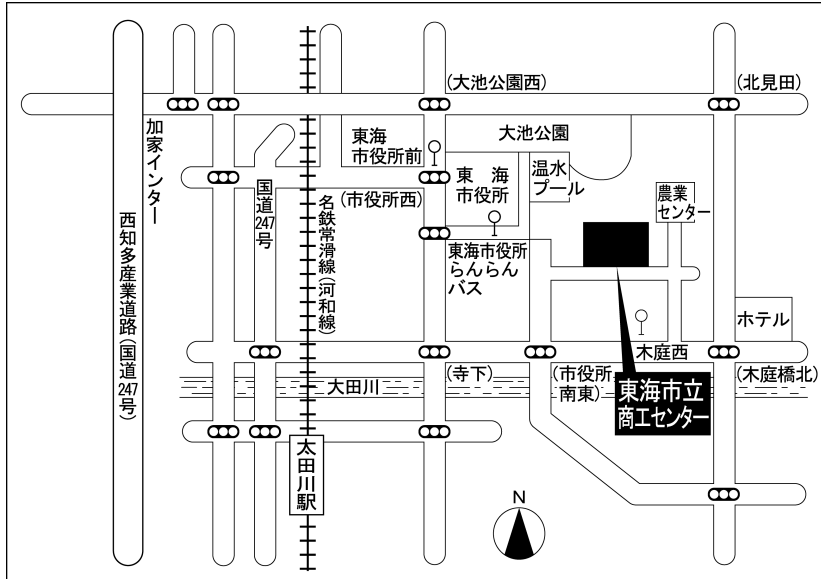 (大池公園西)
(北見田)
加家インター
東海
市役所前
大池公園
温水
プール
東海
市役所
農業
センター
国道247号
(市役所西)
名鉄常滑線(河和線)
東海市役所
らんらん
バス
西知多産業道路(国道247号)
ホテル
木庭西
(寺下)
(市役所
南東)
(木庭橋北)
大田川
東海市立
商工センター
太田川駅
N